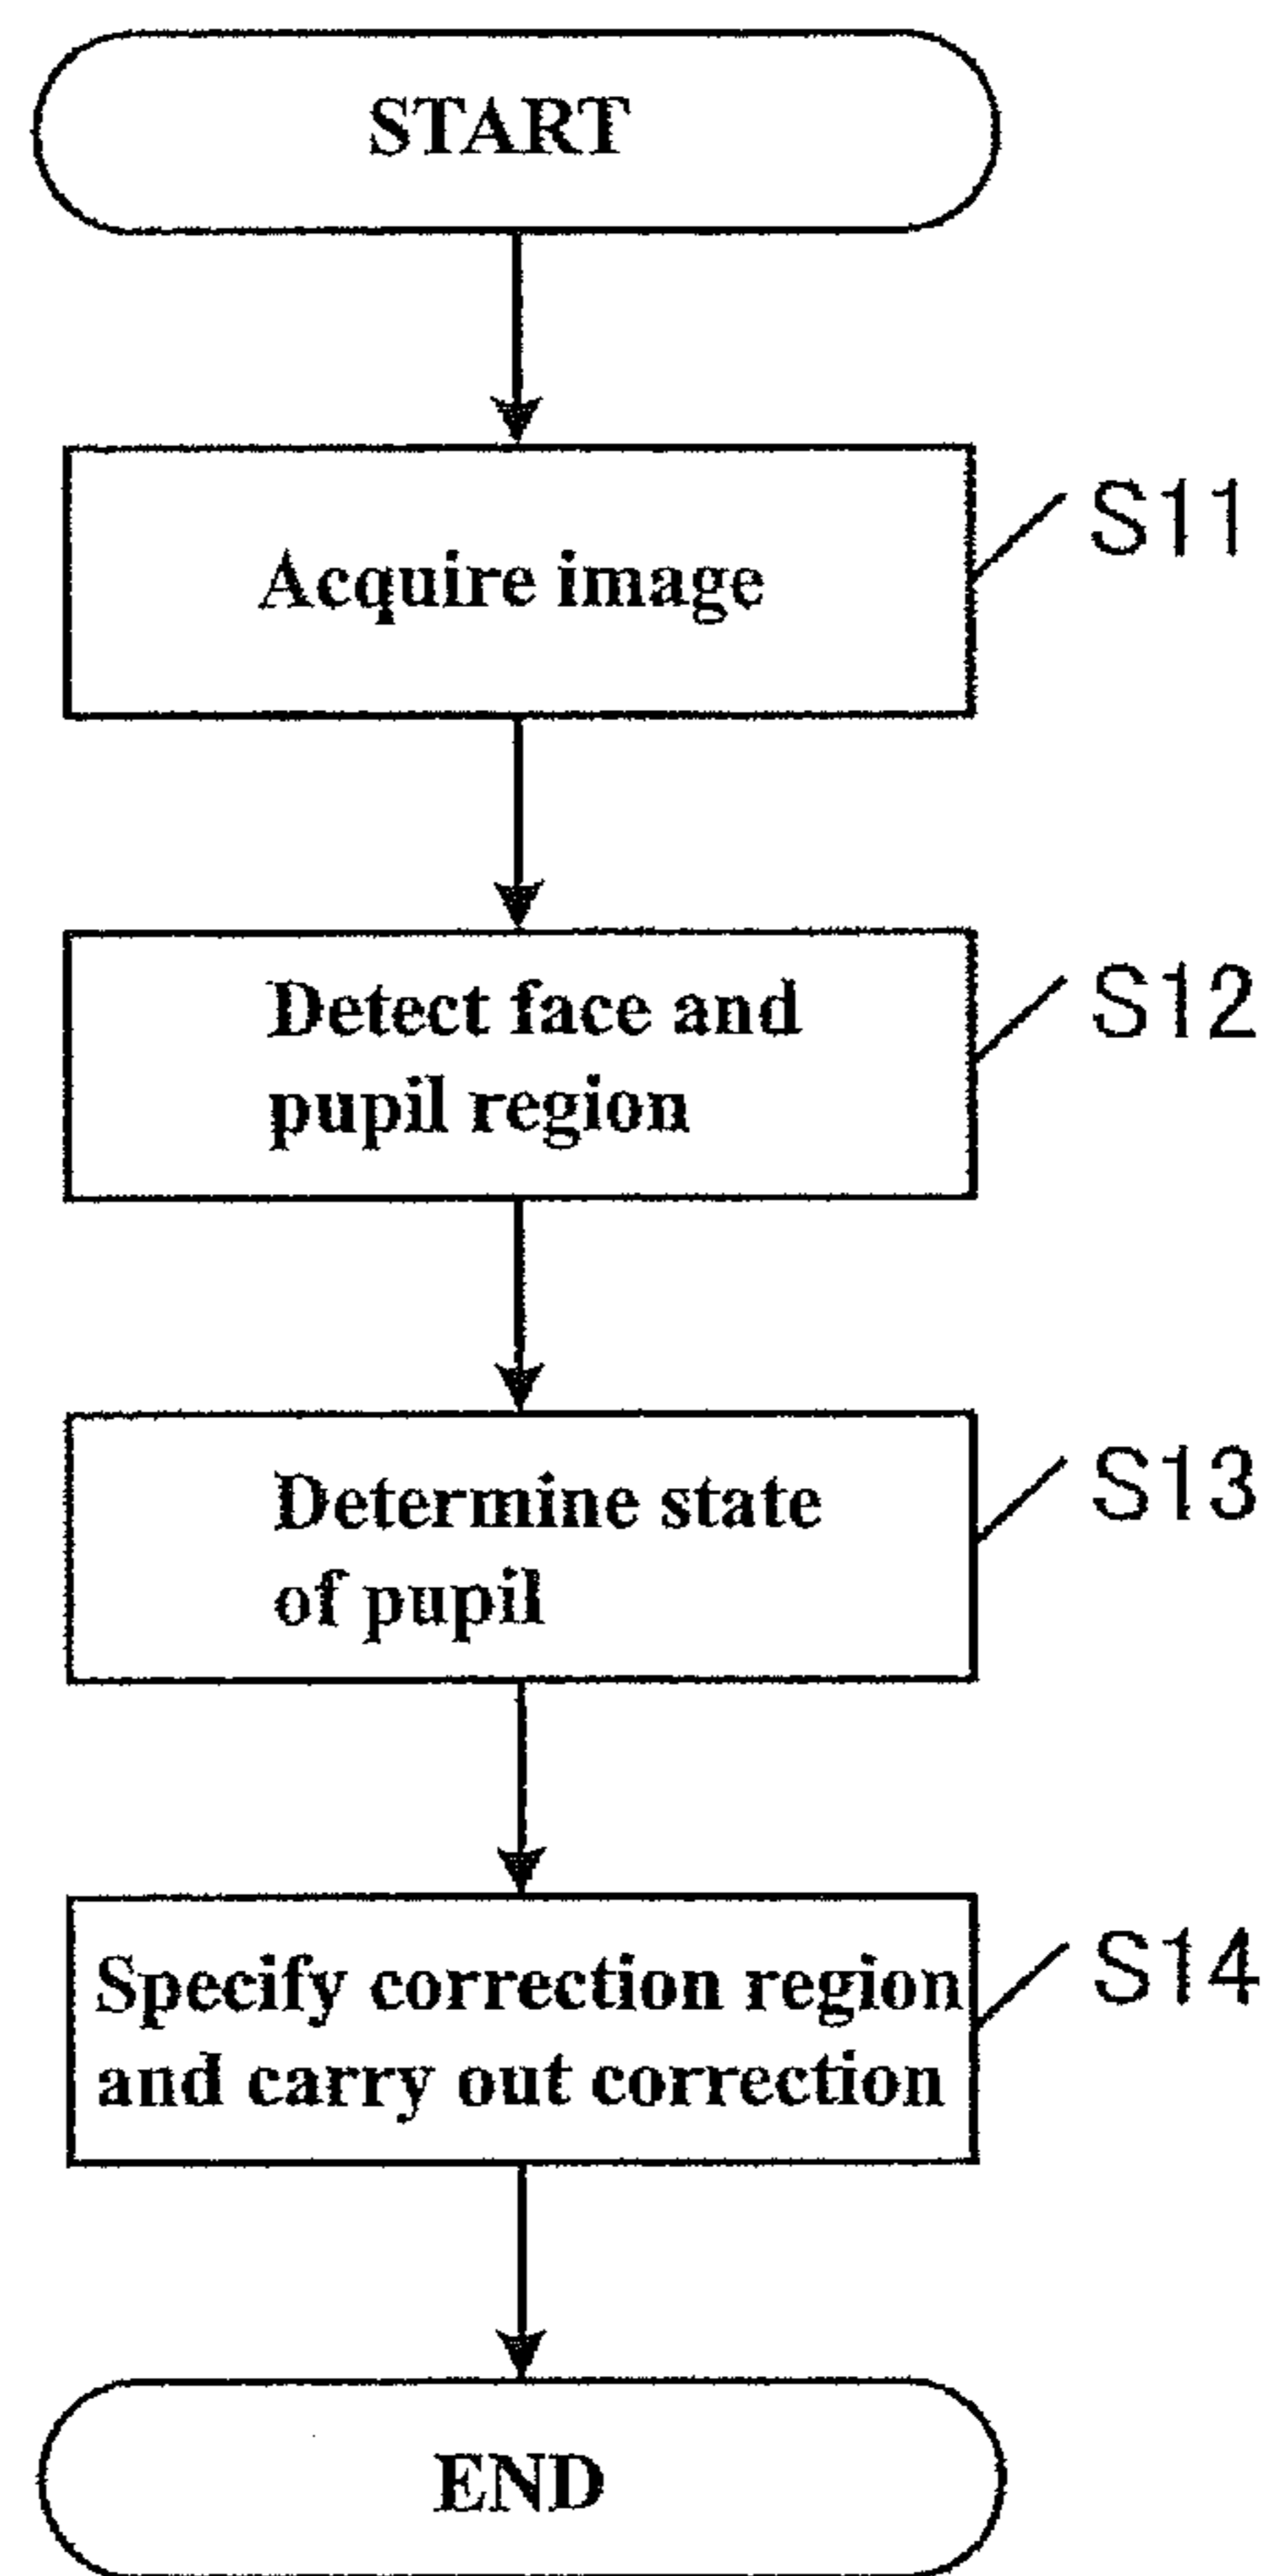 START
Acquire image
S11
Detect face and
pupil region
S12
Determine state
of pupil
S13
Specify correction region
and carry out correction
S14
END